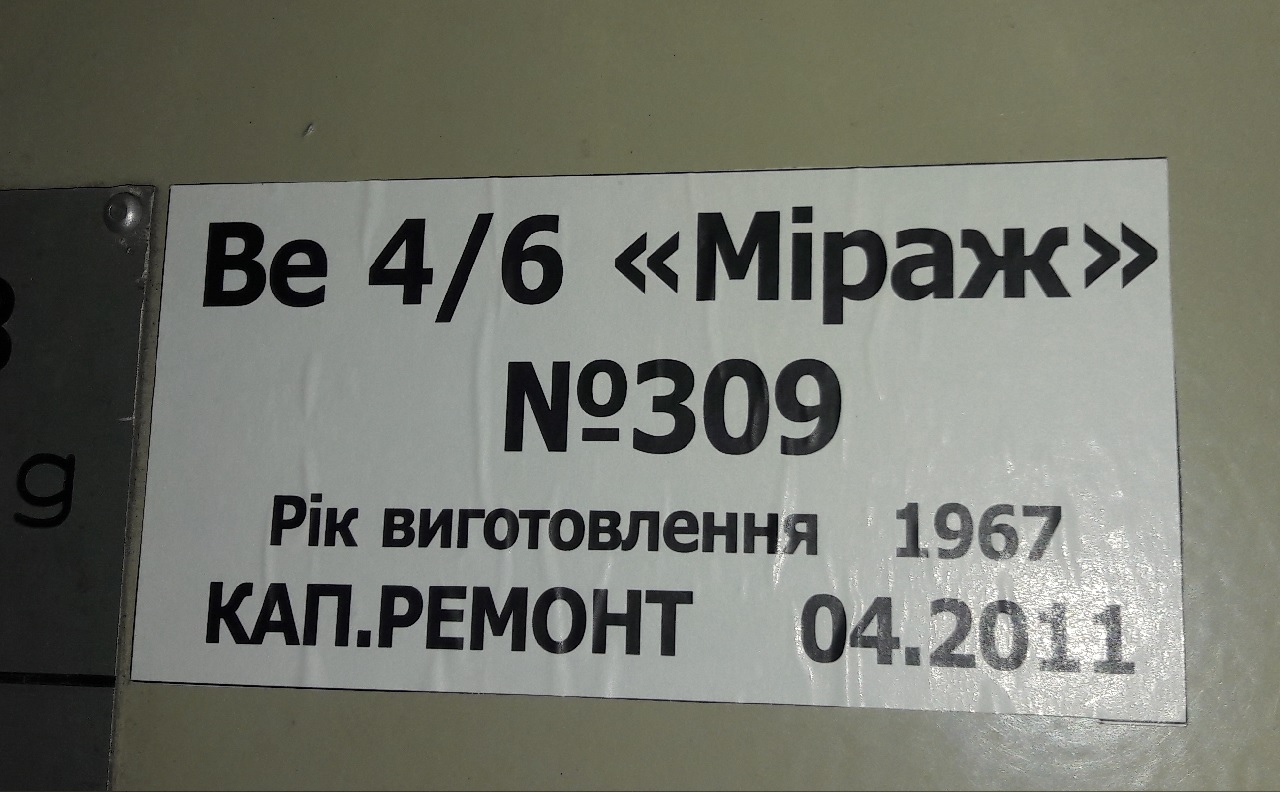 Be 4/6 «Міраж»
№309
Рік виготовлення 1967
КАП.РЕМОНТ 04.2011
g